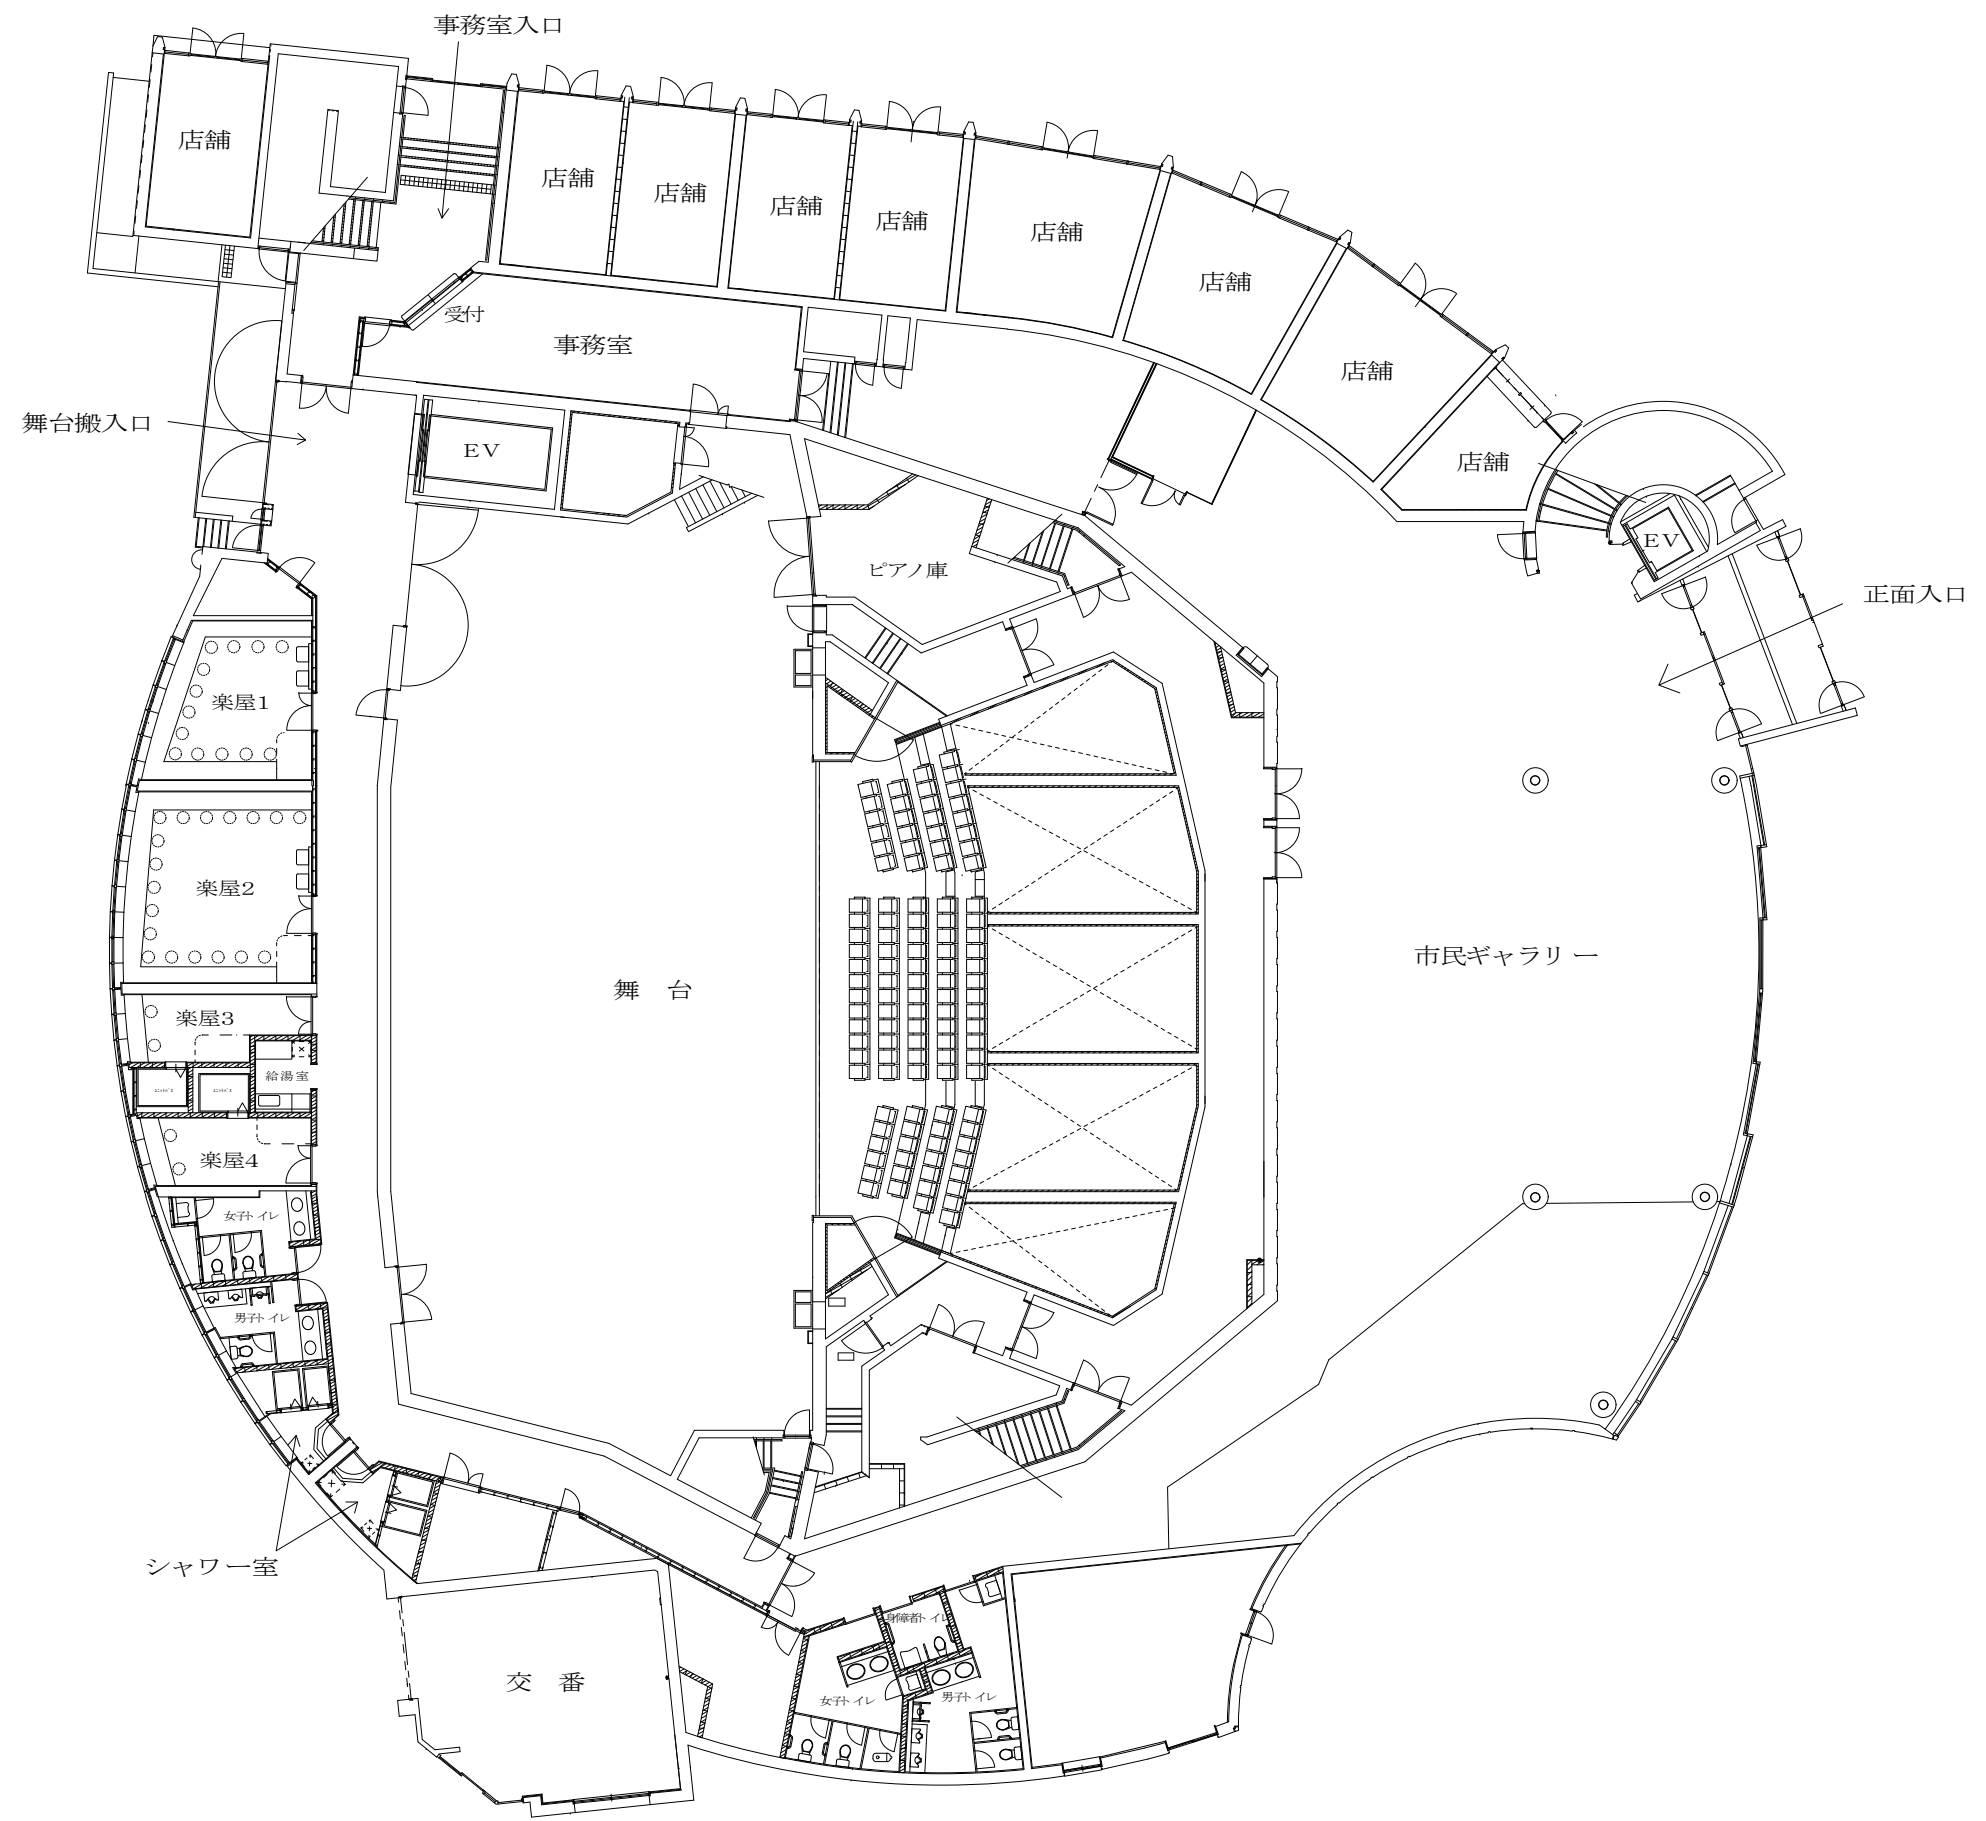 事務室入口
店舗
店舗
店舗
店舗
店舗
店舗
店舗
店舗
店舗
受付
事務室
舞台搬入口
EV
EV
ピアノ庫
正面入口
楽屋1
楽屋2
市民ギャラリー
舞 台
楽屋3
給湯室
楽屋4
女子トイレ
男子トイレ
シャワー室
身障者トイレ
女子トイレ
男子トイレ
交 番